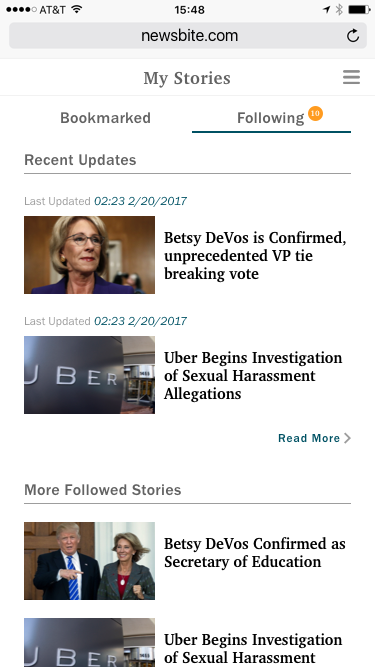 AT&T 15:48
newsbite.com
My Stories
Bookmarked Following 10
Recent Updates
Last Updated 02:23 2/20/2017
Betsy DeVos is Confirmed,
unprecedented VP tie
breaking vote
Last Updated 02:23 2/20/2017
UBER
Uber Begins Investigation
of Sexual Harassment
Allegations
Read More
More Followed Stories
Betsy DeVos Confirmed as
Secretary of Education
UBER
Uber Begins Investigation
of Sexual Harassment